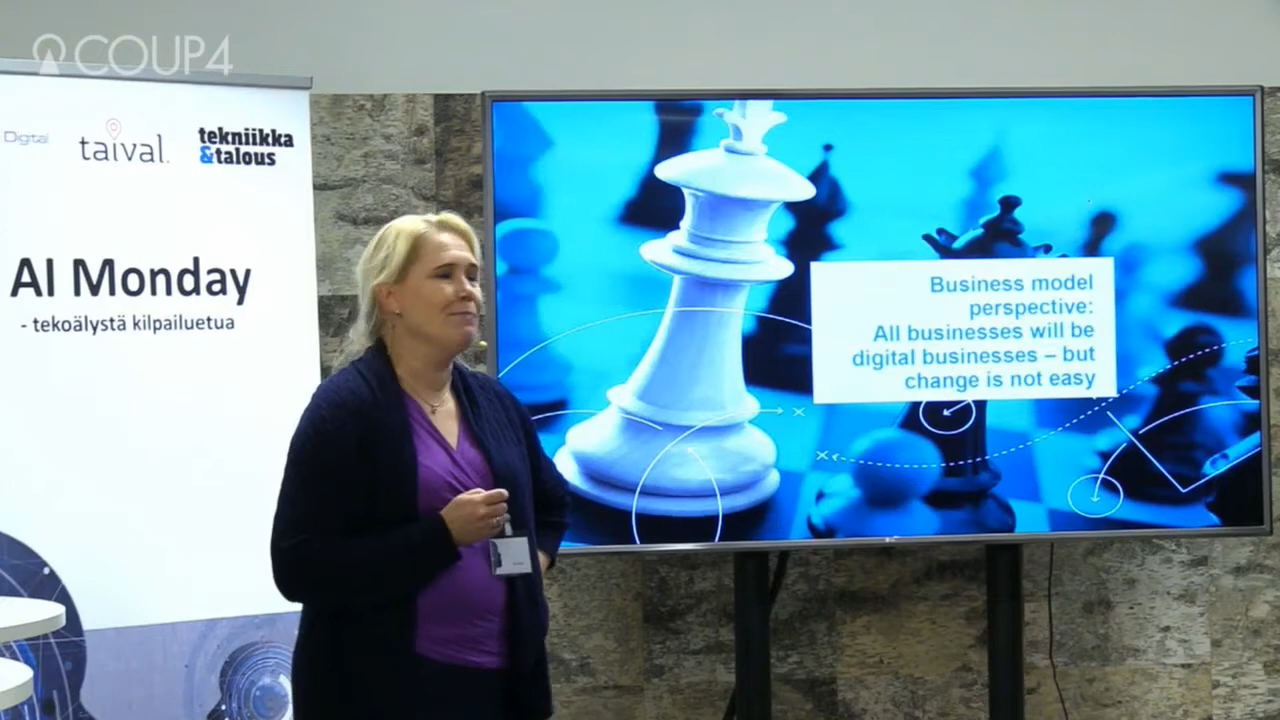 COUP4
Digital
taival.
tekniikka
&talous
AI Monday
- tekoälystä kilpailuetua
Business model
perspective:
All businesses will be
digital businesses – but
change is not easy